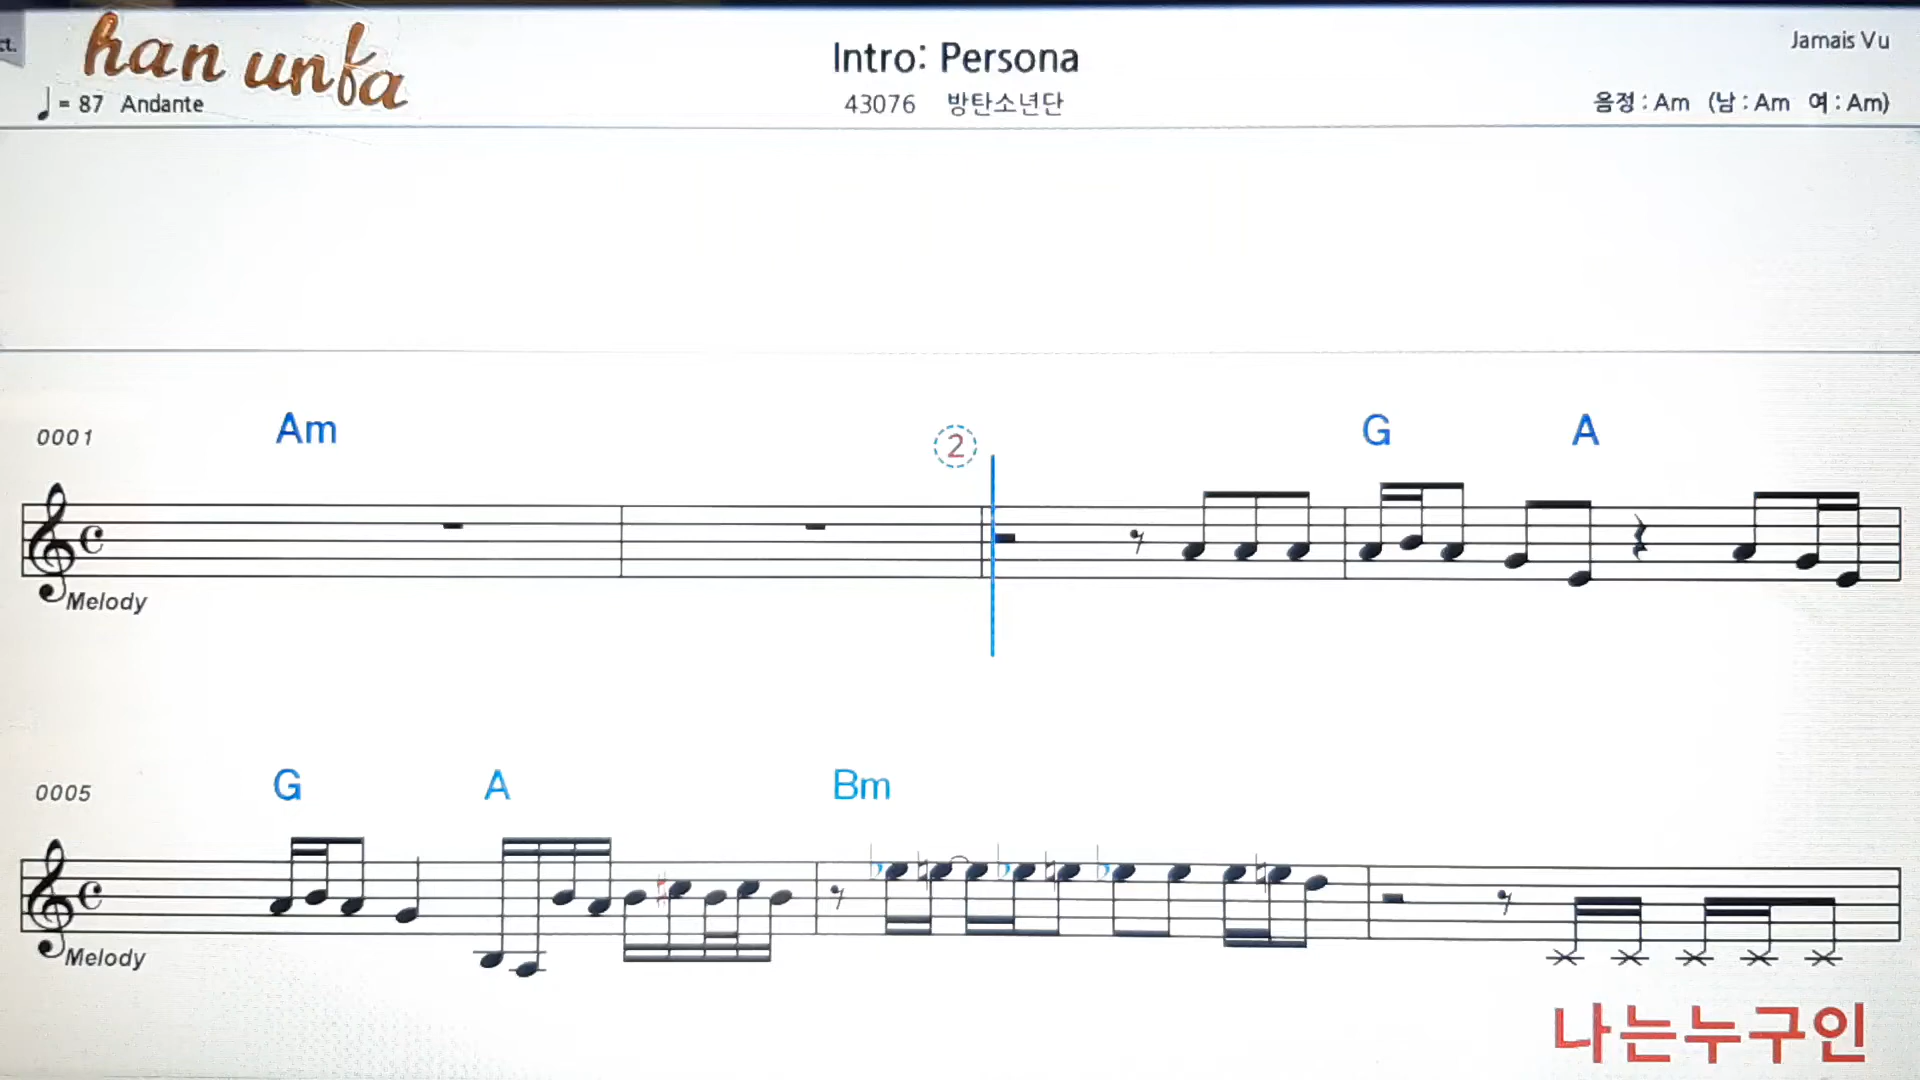 ct.
han unfa
Intro: Persona
Jamais Vu
♩ = 87 Andante
43076 방탄소년단
음정 : Am (남 : Am 여 : Am)
0001 Am 2 G A
Melody
0005 G A Bm
Melody
나는누구인